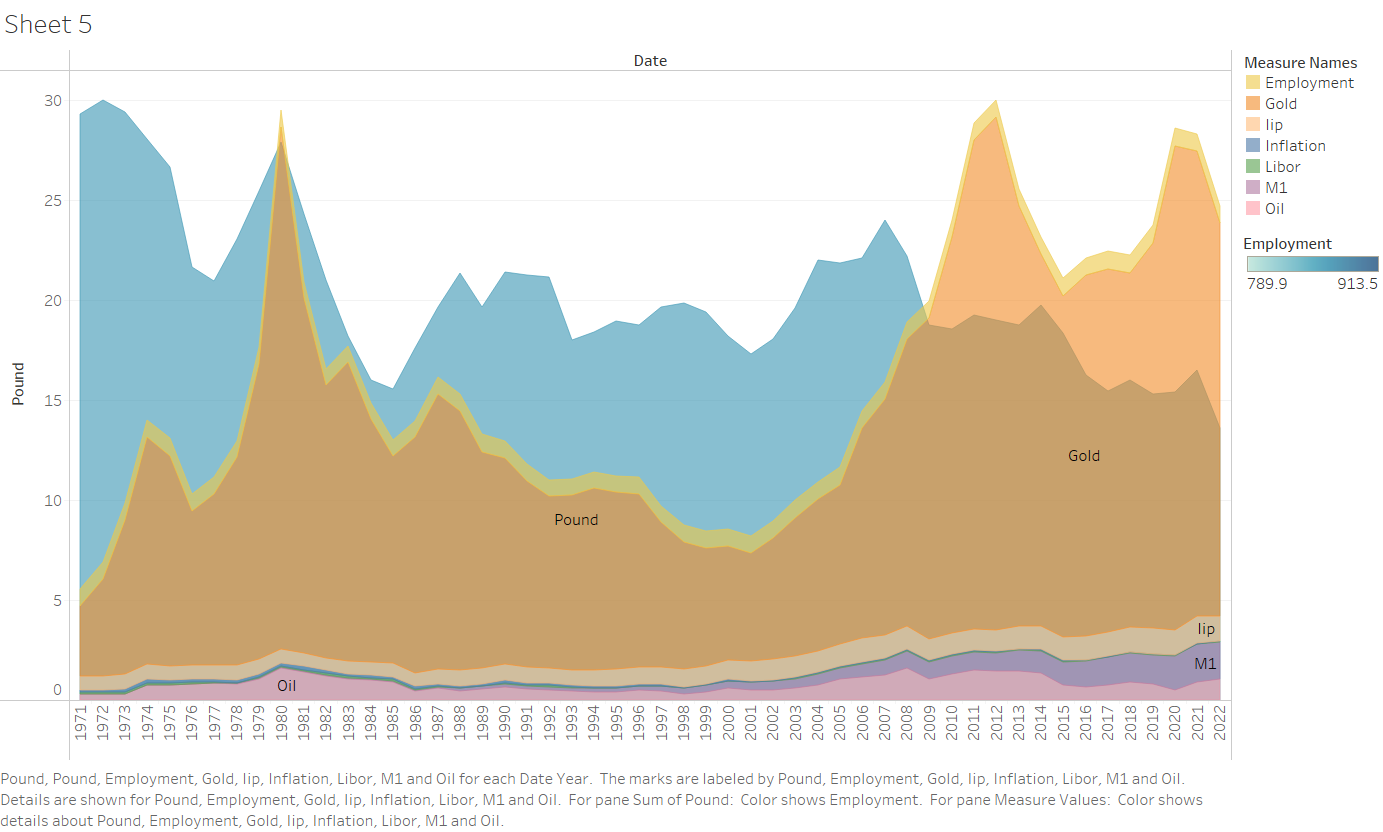 Sheet 5
Date
Measure Names
Employment
Gold
Iip
Inflation
Libor
M1
Oil
Employment
789.9 913.5
30
25
20
15
10
5
0
Pound
Gold
Pound
Iip
M1
Oil
1971 1972 1973 1974 1975 1976 1977 1978 1979 1980 1981 1982 1983 1984 1985 1986 1987 1988 1989 1990 1991 1992 1993 1994 1995 1996 1997 1998 1999 2000 2001 2002 2003 2004 2005 2006 2007 2008 2009 2010 2011 2012 2013 2014 2015 2016 2017 2018 2019 2020 2021 2022
Pound, Pound, Employment, Gold, Iip, Inflation, Libor, M1 and Oil for each Date Year. The marks are labeled by Pound, Employment, Gold, Iip, Inflation, Libor, M1 and Oil.
Details are shown for Pound, Employment, Gold, Iip, Inflation, Libor, M1 and Oil. For pane Sum of Pound: Color shows Employment. For pane Measure Values: Color shows
details about Pound, Employment, Gold, Iip, Inflation, Libor, M1 and Oil.